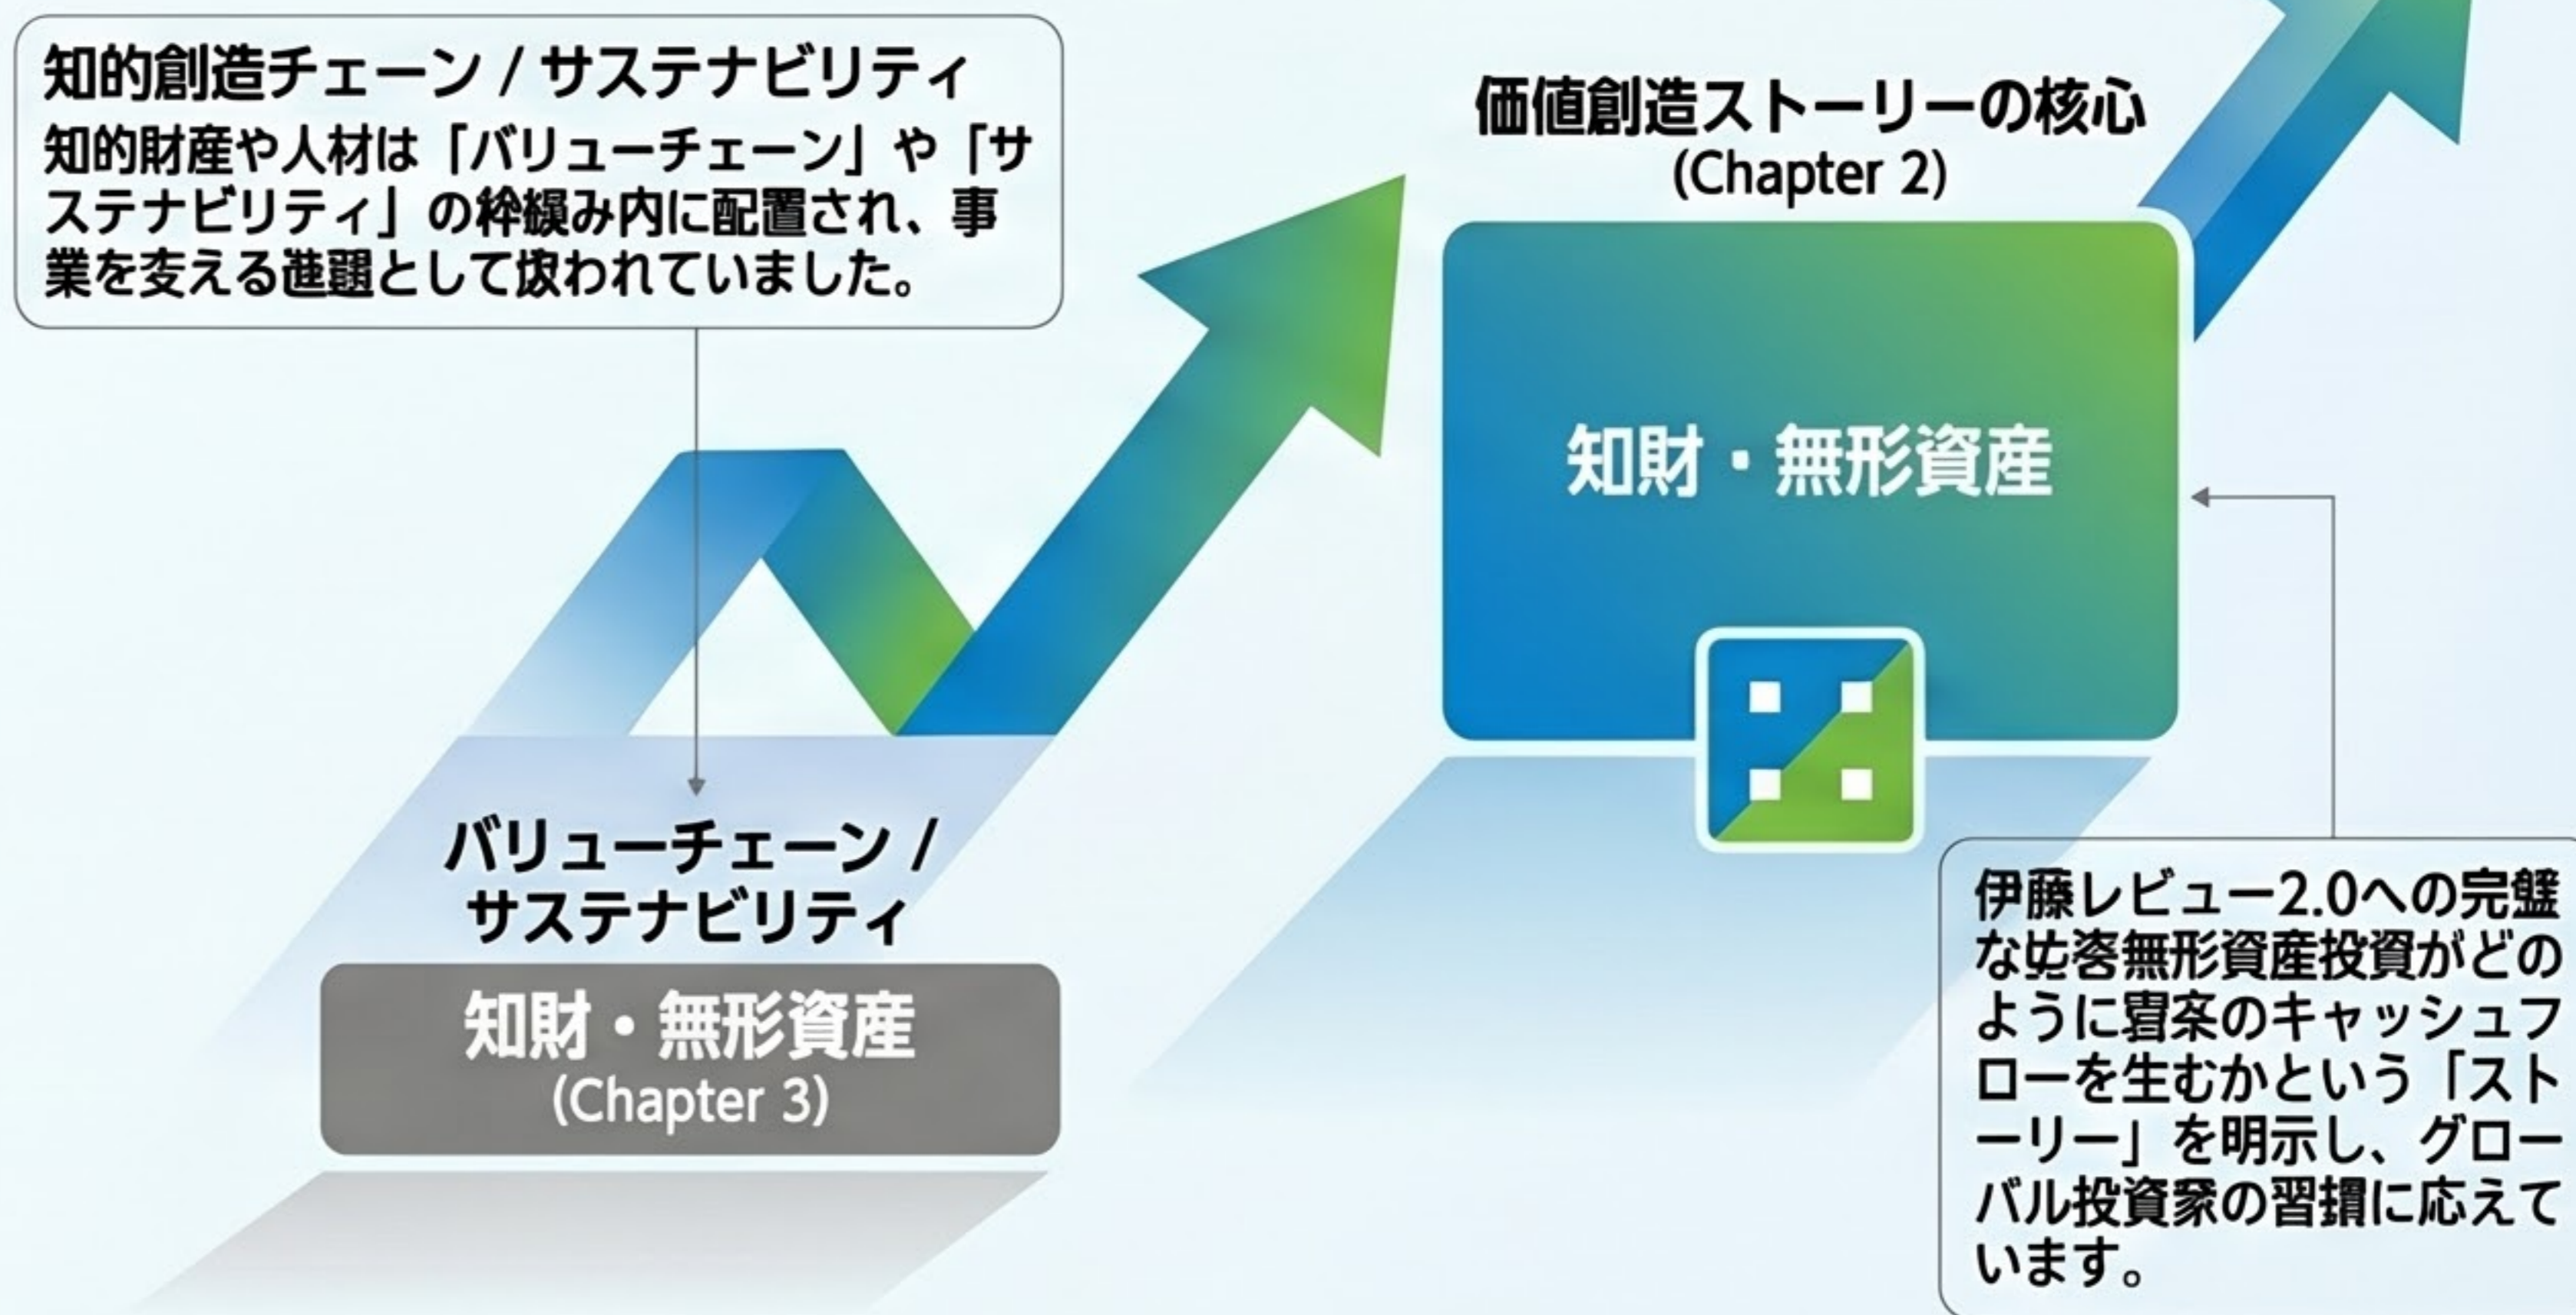 知的創造チェーン / サステナビリティ
知的財産や人材は「バリューチェーン」や「サ
ステナビリティ」の み内に配置され、事
業を える として われていました。
価値創造ストーリーの核心
(Chapter 2)
知財・無形資産
バリューチェーン /
サステナビリティ
知財・無形資産
(Chapter 3)
伊藤レビュー2.0への完
な 無形資産投資がどの
ように のキャッシュフ
ローを生むかという「スト
ーリー」を明示し、グロー
バル投資 の に応えて
います。